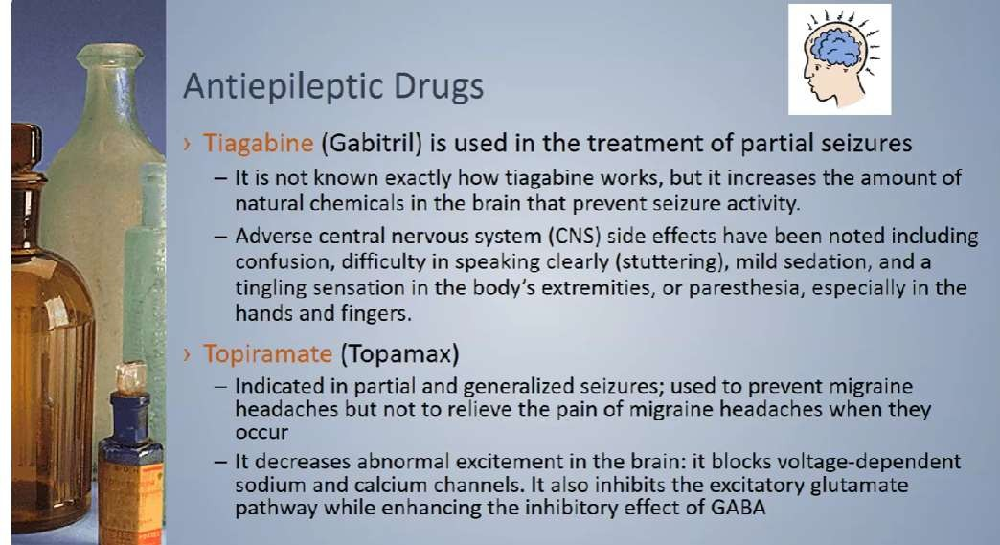 Antiepileptic Drugs
› Tiagabine (Gabitril) is used in the treatment of partial seizures
– It is not known exactly how tiagabine works, but it increases the amount of
natural chemicals in the brain that prevent seizure activity.
– Adverse central nervous system (CNS) side effects have been noted including
confusion, difficulty in speaking clearly (stuttering), mild sedation, and a
tingling sensation in the body's extremities, or paresthesia, especially in the
hands and fingers.
› Topiramate (Topamax)
– Indicated in partial and generalized seizures; used to prevent migraine
headaches but not to relieve the pain of migraine headaches when they
occur
– It decreases abnormal excitement in the brain: it blocks voltage-dependent
sodium and calcium channels. It also inhibits the excitatory glutamate
pathway while enhancing the inhibitory effect of GABA